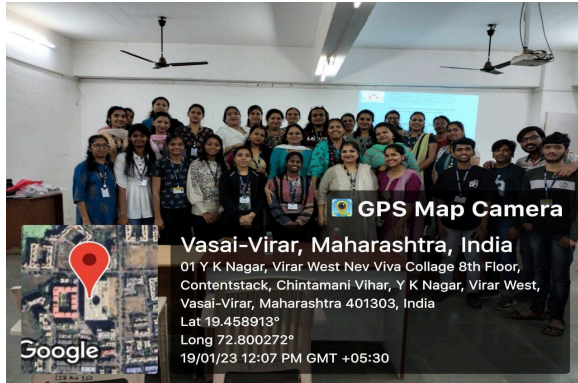 GPS Map Camera
Vasai-Virar, Maharashtra, India
01 Y K Nagar, Virar West Nev Viva Collage 8th Floor,
Contentstack, Chintamani Vihar, Y K Nagar, Virar West,
Vasai-Virar, Maharashtra 401303, India
Lat 19.458913°
Long 72.800272°
19/01/23 12:07 PM GMT +05:30
Google